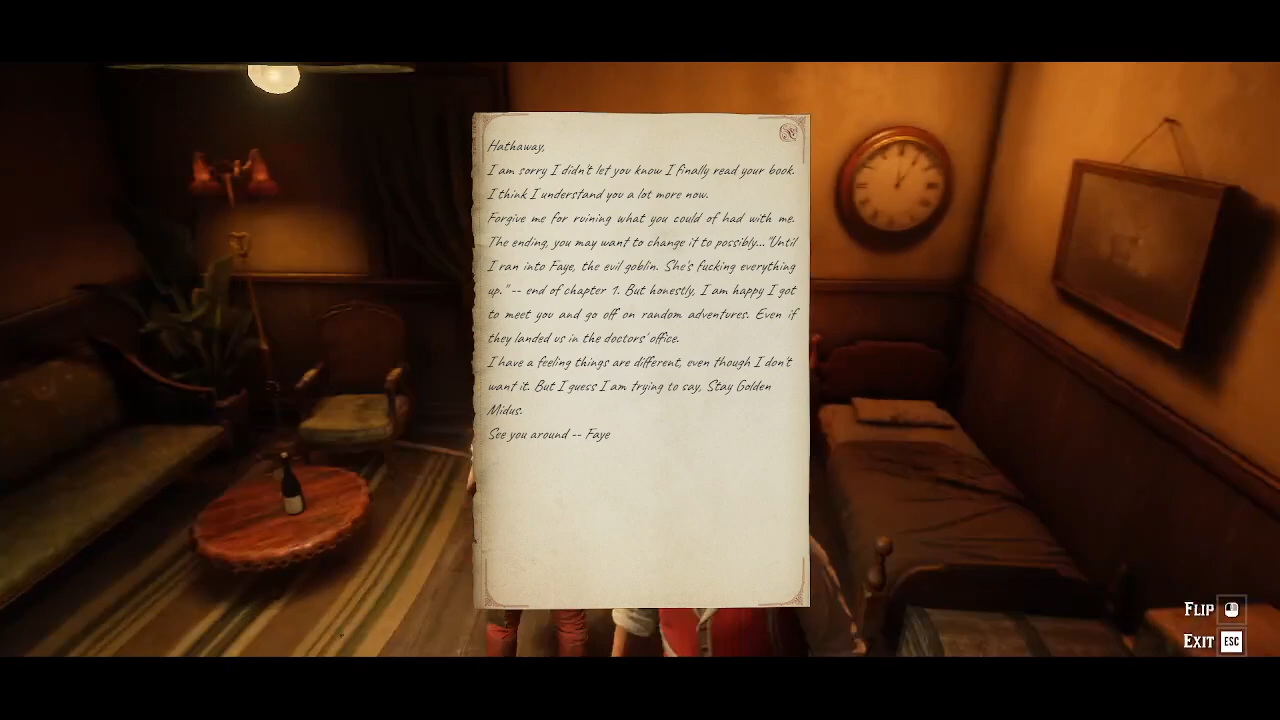 Hathaway,
I am sorry I didn't let you know I finally read your book.
I think I understand you a lot more now.
Forgive me for ruining what you could of had with me.
The ending, you may want to change it to possibly... "Until
I ran into Faye, the evil goblin. She's fucking everything
up." -- end of chapter 1. But honestly, I am happy I got
to meet you and go off on random adventures. Even if
they landed us in the doctors' office.
I have a feeling things are different, even though I don't
want it. But I guess I am trying to say, Stay Golden
Midus.
See you around -- Faye
FLIP
EXIT ESC